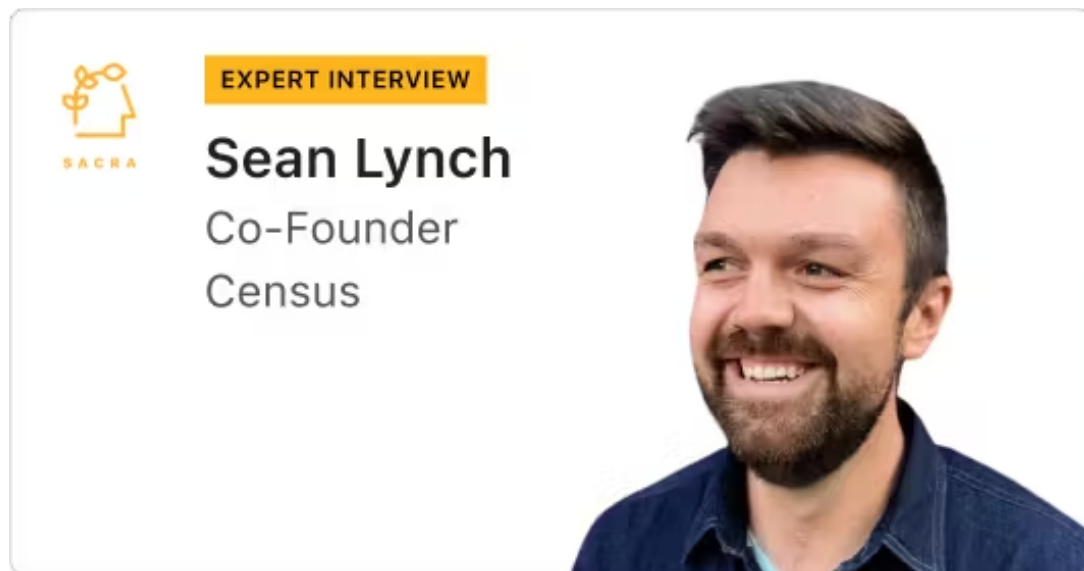 SACRA
EXPERT INTERVIEW
Sean Lynch
Co-Founder
Census